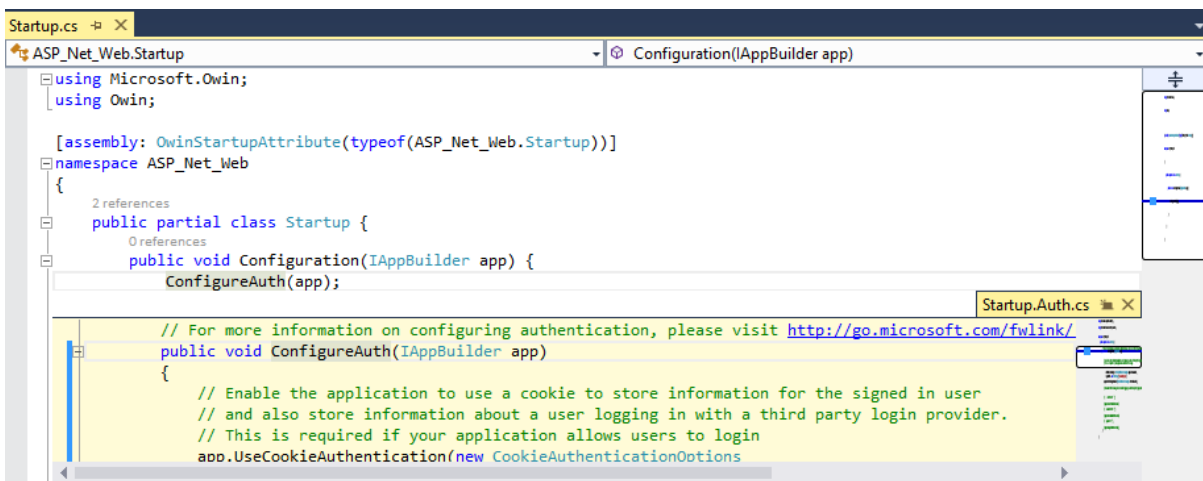 Startup.cs
ASP_Net_Web.Startup
Configuration(IAppBuilder app)
using Microsoft.Owin;
using Owin;
[assembly: OwinStartupAttribute(typeof(ASP_Net_Web.Startup))]
namespace ASP_Net_Web
{
2 references
public partial class Startup {
0 references
public void Configuration(IAppBuilder app) {
ConfigureAuth(app);
Startup.Auth.cs
// For more information on configuring authentication, please visit http://go.microsoft.com/fwlink/
public void ConfigureAuth(IAppBuilder app)
{
// Enable the application to use a cookie to store information for the signed in user
// and also store information about a user logging in with a third party login provider.
// This is required if your application allows users to login
app.UseCookieAuthentication(new CookieAuthenticationOptions